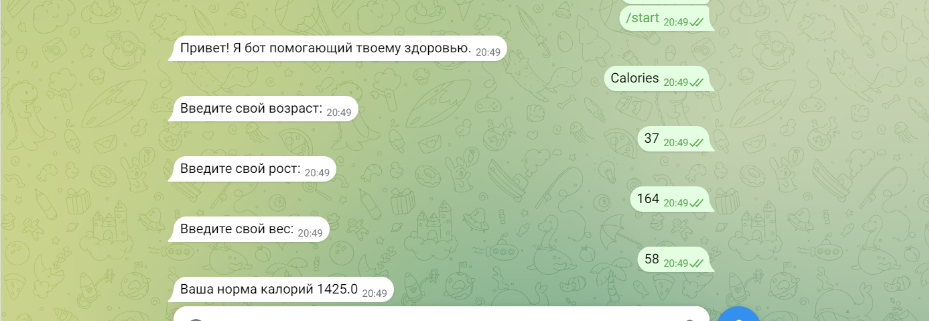 /start 20:49
Привет! Я бот помогающий твоему здоровью. 20:49
Calories 20:49
Введите свой возраст: 20:49
37 20:49
Введите свой рост: 20:49
164 20:49
Введите свой вес: 20:49
58 20:49
Ваша норма калорий 1425.0 20:49